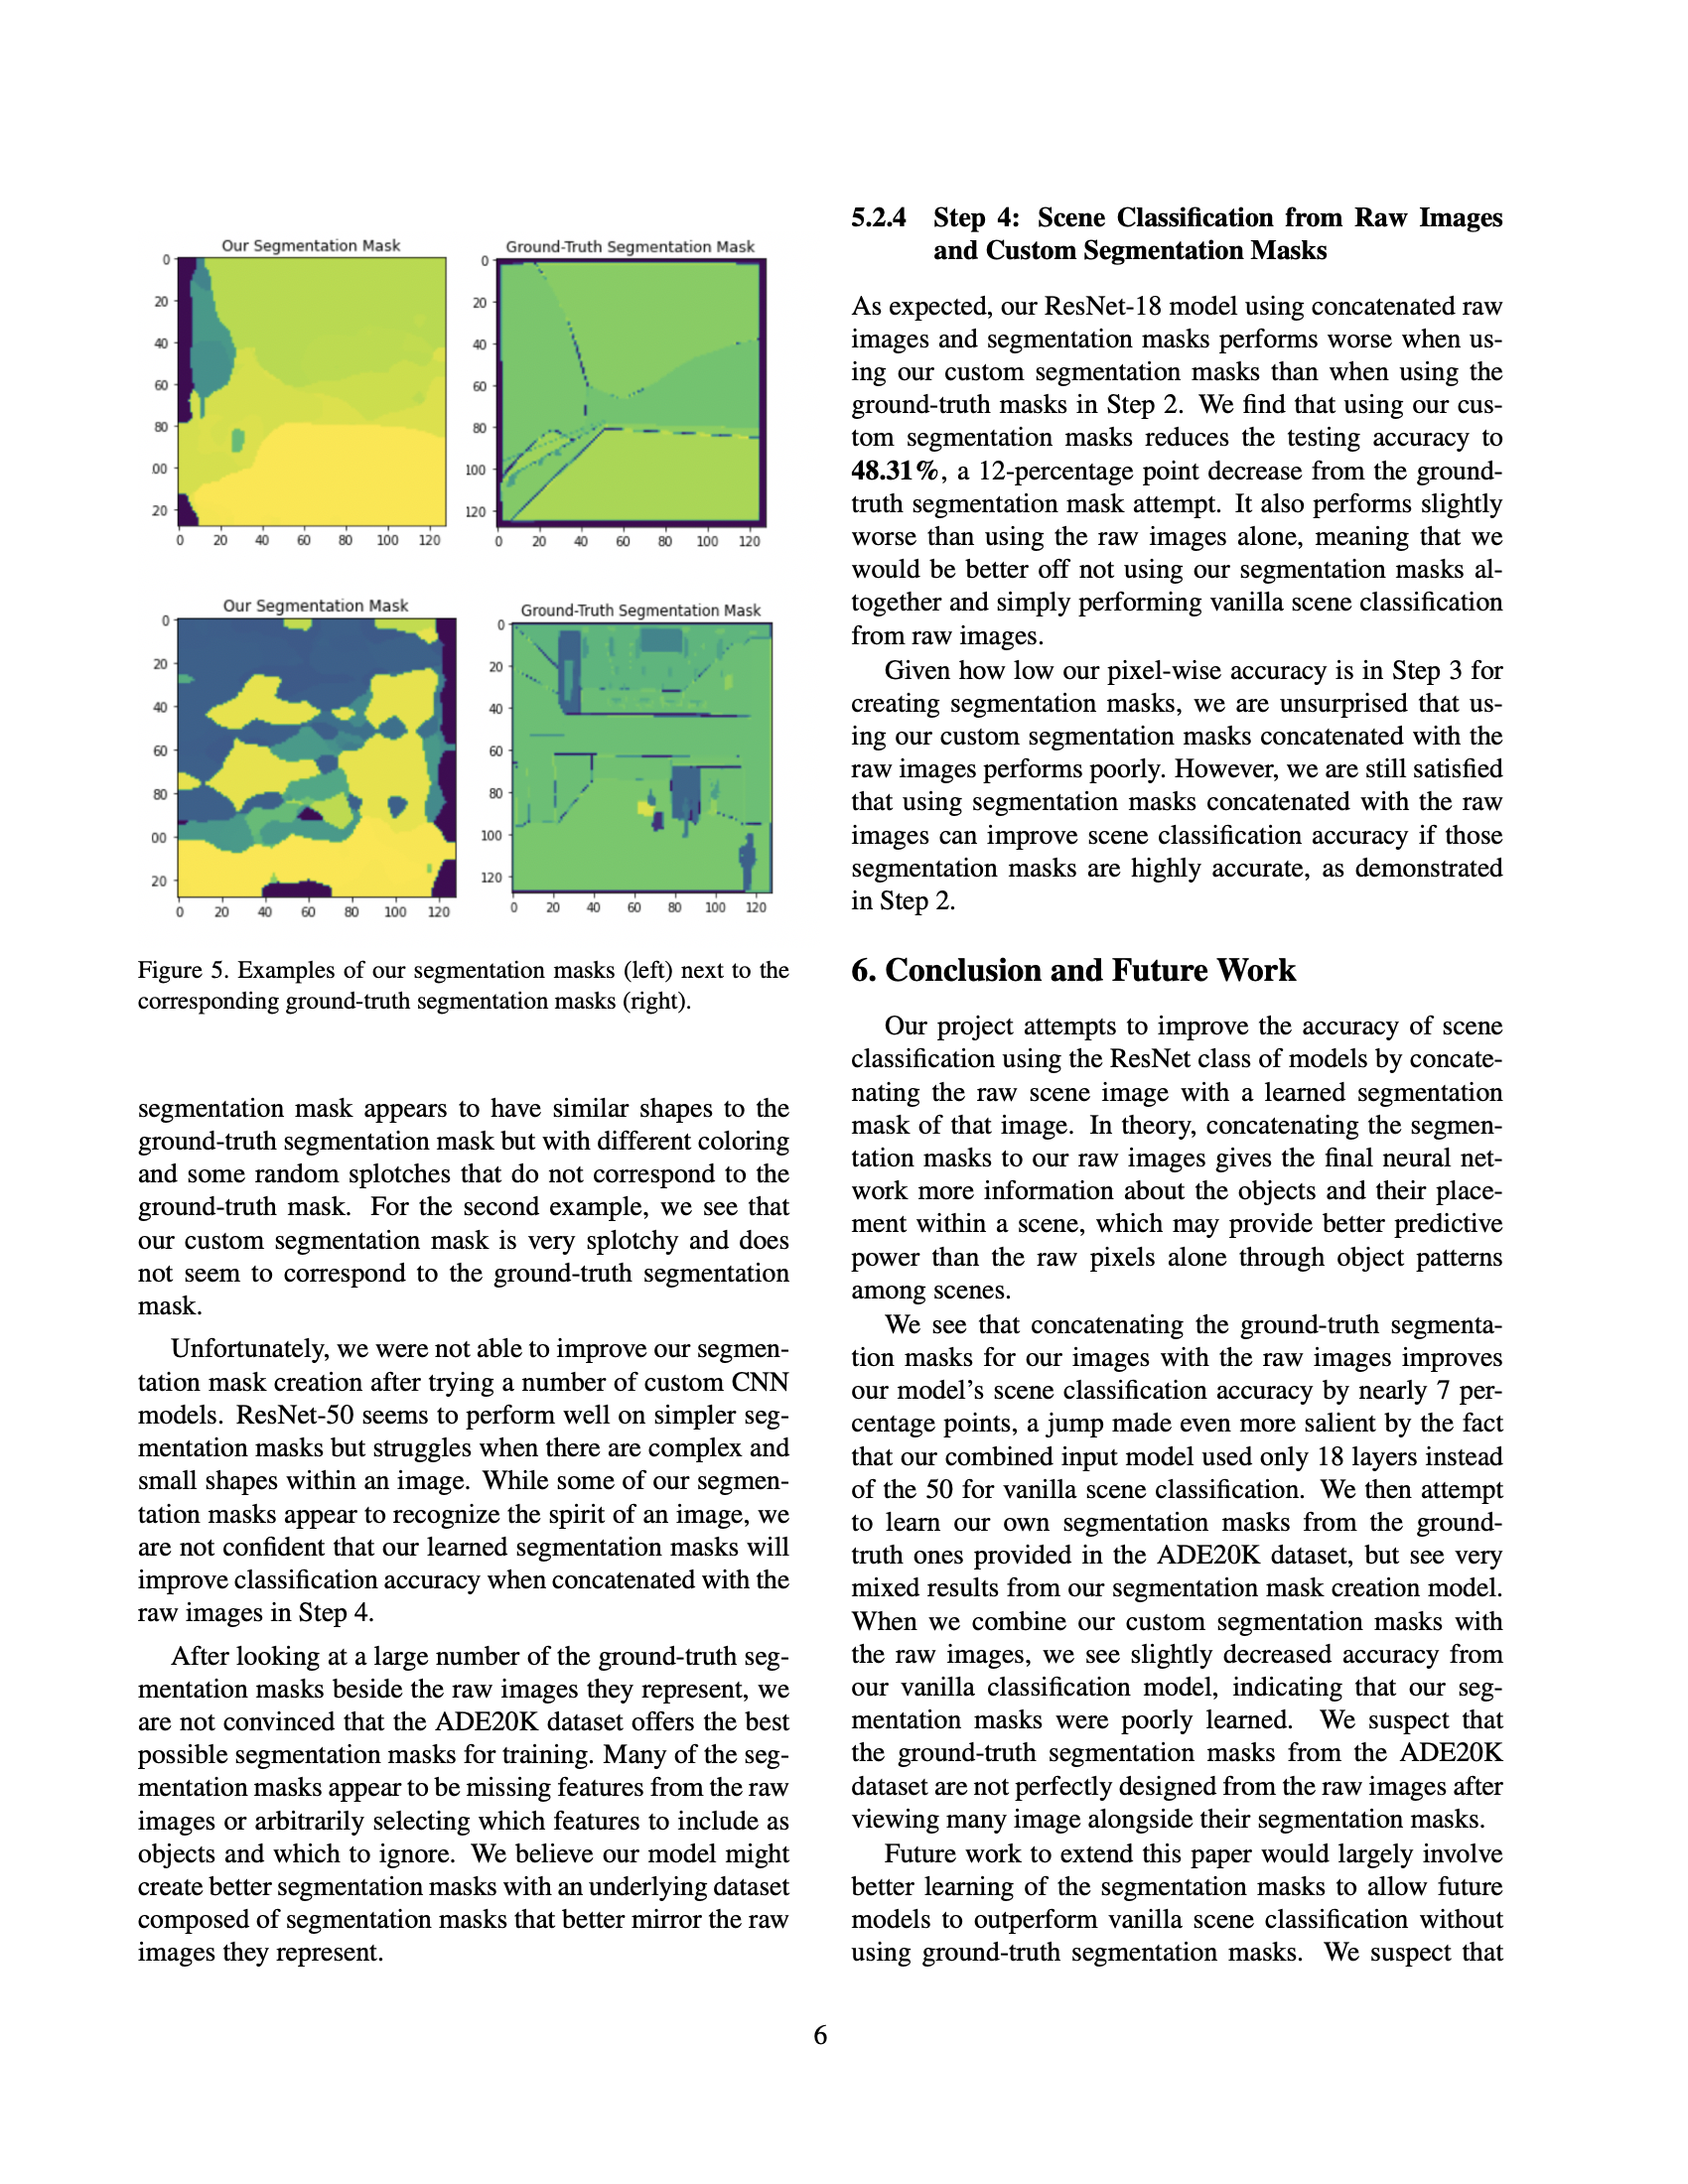 Our Segmentation Mask
0
20
40
60
80
00
20
0 20 40 60 80 100 120
Ground-Truth Segmentation Mask
0
20
40
60
80
100
120
0 20 40 60 80 100 120
Our Segmentation Mask
0
20
40
60
80
00
20
0 20 40 60 80 100 120
Ground-Truth Segmentation Mask
0
20
40
60
80
100
120
0 20 40 60 80 100 120
Figure 5. Examples of our segmentation masks (left) next to the
corresponding ground-truth segmentation masks (right).
segmentation mask appears to have similar shapes to the
ground-truth segmentation mask but with different coloring
and some random splotches that do not correspond to the
ground-truth mask. For the second example, we see that
our custom segmentation mask is very splotchy and does
not seem to correspond to the ground-truth segmentation
mask.
Unfortunately, we were not able to improve our segmen-
tation mask creation after trying a number of custom CNN
models. ResNet-50 seems to perform well on simpler seg-
mentation masks but struggles when there are complex and
small shapes within an image. While some of our segmen-
tation masks appear to recognize the spirit of an image, we
are not confident that our learned segmentation masks will
improve classification accuracy when concatenated with the
raw images in Step 4.
After looking at a large number of the ground-truth seg-
mentation masks beside the raw images they represent, we
are not convinced that the ADE20K dataset offers the best
possible segmentation masks for training. Many of the seg-
mentation masks appear to be missing features from the raw
images or arbitrarily selecting which features to include as
objects and which to ignore. We believe our model might
create better segmentation masks with an underlying dataset
composed of segmentation masks that better mirror the raw
images they represent.
5.2.4 Step 4: Scene Classification from Raw Images
and Custom Segmentation Masks
As expected, our ResNet-18 model using concatenated raw
images and segmentation masks performs worse when us-
ing our custom segmentation masks than when using the
ground-truth masks in Step 2. We find that using our cus-
tom segmentation masks reduces the testing accuracy to
48.31%, a 12-percentage point decrease from the ground-
truth segmentation mask attempt. It also performs slightly
worse than using the raw images alone, meaning that we
would be better off not using our segmentation masks al-
together and simply performing vanilla scene classification
from raw images.
Given how low our pixel-wise accuracy is in Step 3 for
creating segmentation masks, we are unsurprised that us-
ing our custom segmentation masks concatenated with the
raw images performs poorly. However, we are still satisfied
that using segmentation masks concatenated with the raw
images can improve scene classification accuracy if those
segmentation masks are highly accurate, as demonstrated
in Step 2.
6. Conclusion and Future Work
Our project attempts to improve the accuracy of scene
classification using the ResNet class of models by concate-
nating the raw scene image with a learned segmentation
mask of that image. In theory, concatenating the segmen-
tation masks to our raw images gives the final neural net-
work more information about the objects and their place-
ment within a scene, which may provide better predictive
power than the raw pixels alone through object patterns
among scenes.
We see that concatenating the ground-truth segmenta-
tion masks for our images with the raw images improves
our model's scene classification accuracy by nearly 7 per-
centage points, a jump made even more salient by the fact
that our combined input model used only 18 layers instead
of the 50 for vanilla scene classification. We then attempt
to learn our own segmentation masks from the ground-
truth ones provided in the ADE20K dataset, but see very
mixed results from our segmentation mask creation model.
When we combine our custom segmentation masks with
the raw images, we see slightly decreased accuracy from
our vanilla classification model, indicating that our seg-
mentation masks were poorly learned. We suspect that
the ground-truth segmentation masks from the ADE20K
dataset are not perfectly designed from the raw images after
viewing many image alongside their segmentation masks.
Future work to extend this paper would largely involve
better learning of the segmentation masks to allow future
models to outperform vanilla scene classification without
using ground-truth segmentation masks. We suspect that
6